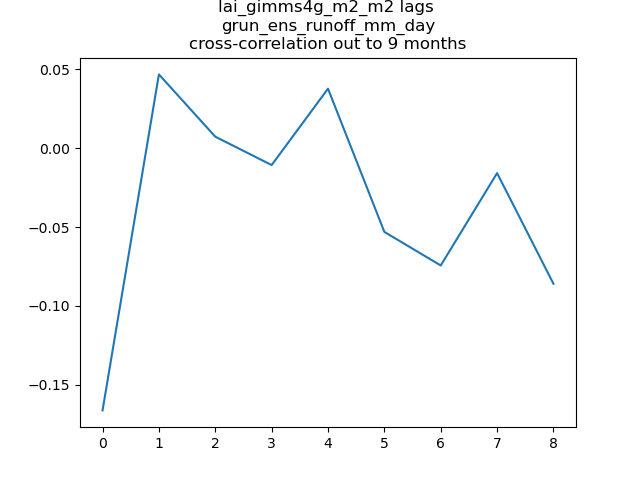 lai_gimms4g_m2_m2 lags
grun_ens_runoff_mm_day
cross-correlation out to 9 months
0.05
0.00
−0.05
−0.10
−0.15
0 1 2 3 4 5 6 7 8